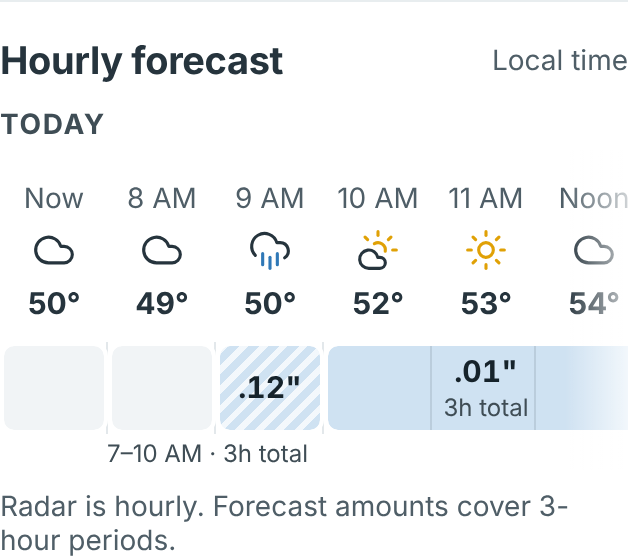 Hourly forecast Local time
TODAY
Now 8 AM 9 AM 10 AM 11 AM Noon
50° 49° 50° 52° 53° 54°
.12" .01"
3h total
7–10 AM · 3h total
Radar is hourly. Forecast amounts cover 3-
hour periods.